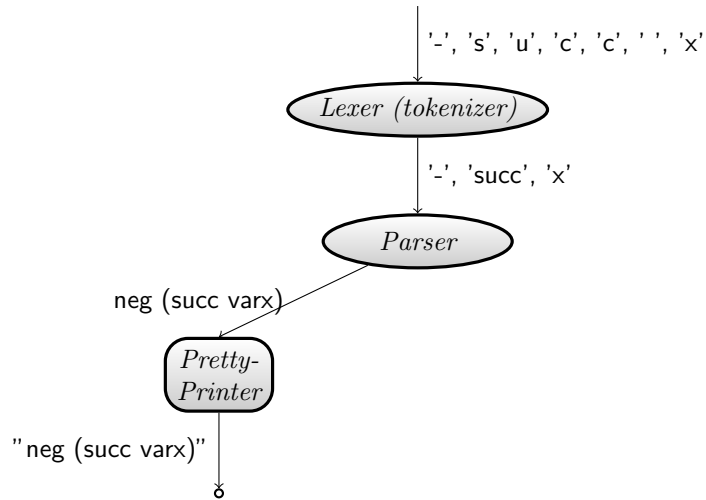 '-', 's', 'u', 'c', 'c', ' ', 'x'
Lexer (tokenizer)
'-', 'succ', 'x'
Parser
neg (succ varx)
Pretty-
Printer
"neg (succ varx)"